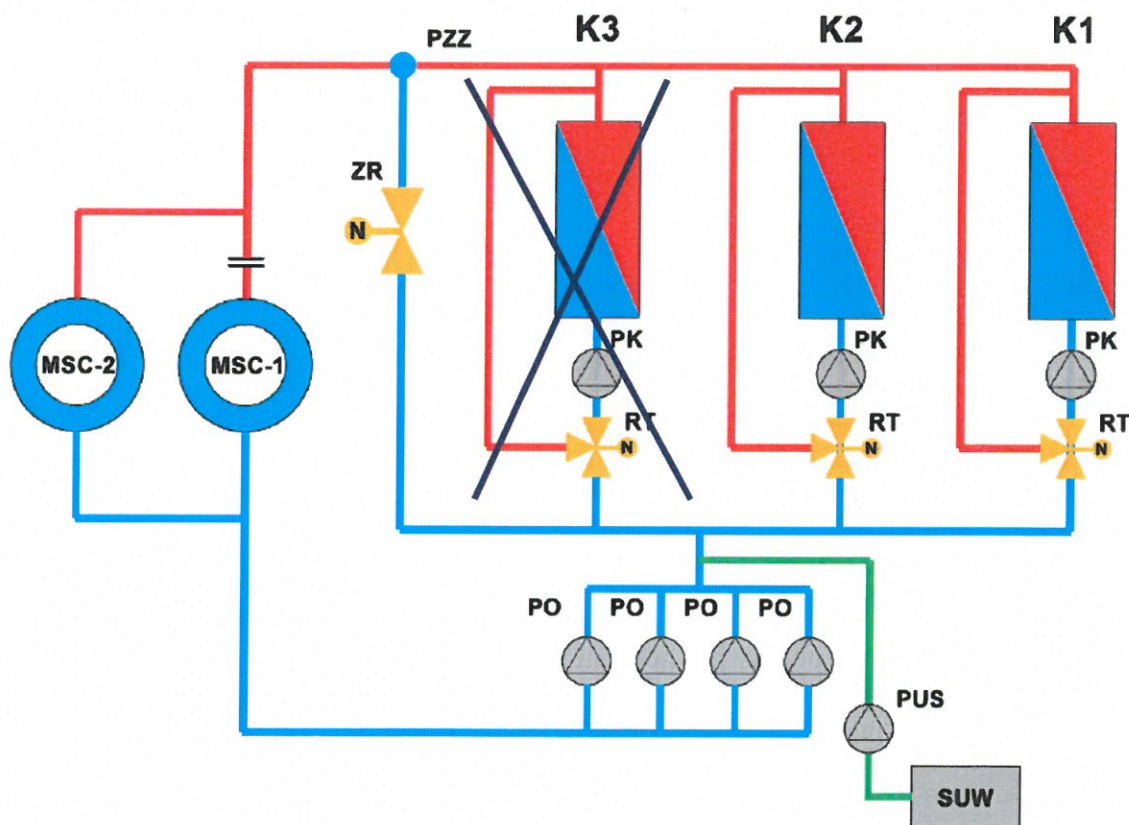 PZZ
K3
K2
K1
ZR
N
MSC-2
MSC-1
PK
PK
PK
RT
RT
RT
N
N
N
PO
PO
PO
PO
PUS
SUW